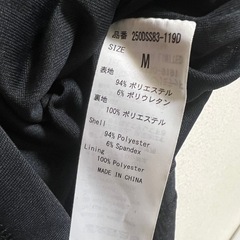 品番 250DSS83-119D
SIZE
M
表地
94% ポリエステル
6% ポリウレタン
裏地
100% ポリエステル
Shell
94% Polyester
6% Spandex
Lining
100% Polyester
MADE IN CHINA